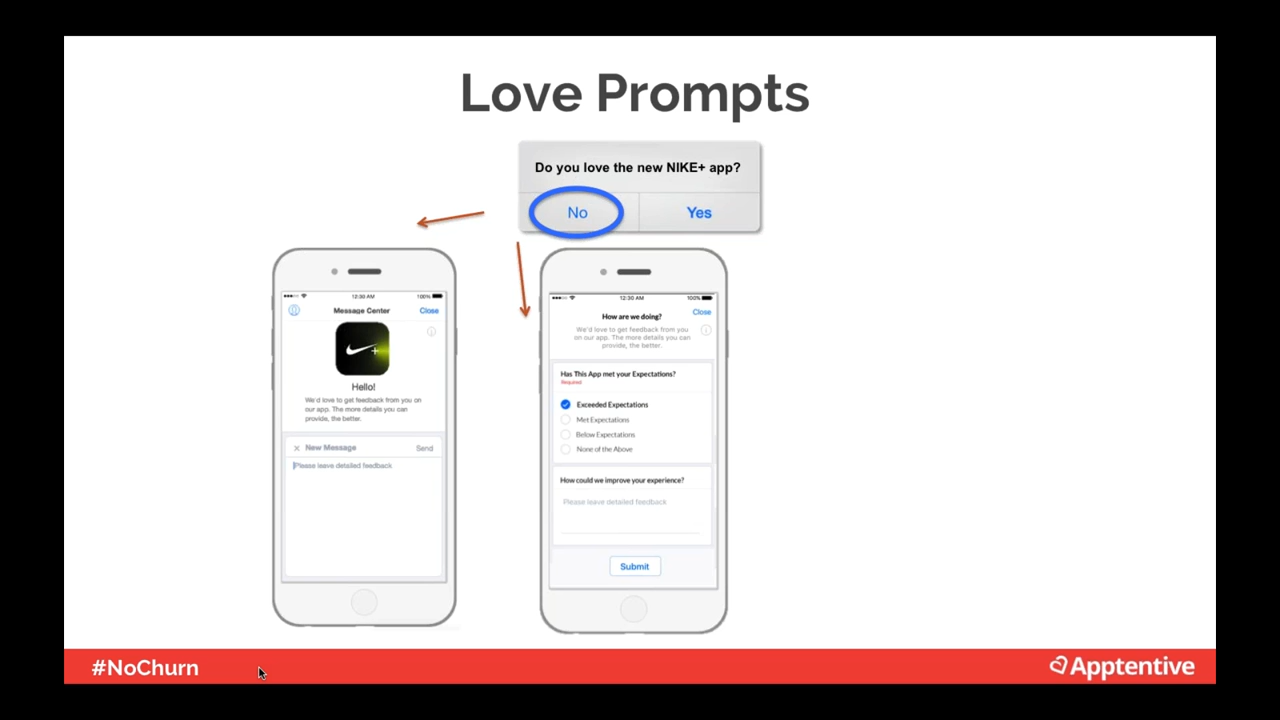 Love Prompts
Do you love the new NIKE+ app?
No
Yes
12:30 AM
100%
Message Center
Close
Hello!
We'd love to get feedback from you on
our app. The more details you can
provide, the better.
New Message
Send
Please leave detailed feedback
12:30 AM
100%
Close
How are we doing?
We'd love to get feedback from you
on our app. The more details you can
provide, the better.
Has This App met your Expectations?
Required
Exceeded Expectations
Met Expectations
Below Expectations
None of the Above
How could we improve your experience?
Please leave detailed feedback
Submit
#NoChurn
Apptentive